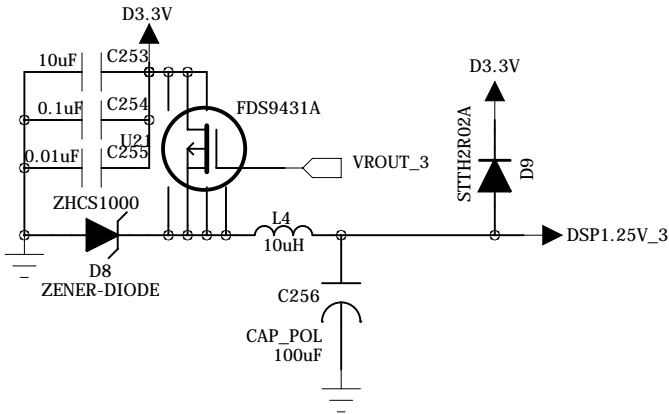 D3.3V
10uF
C253
0.1uF
C254
U21
0.01uF
C255
FDS9431A
VROUT_3
D3.3V
STTH2R02A
D9
ZHCS1000
D8
ZENER-DIODE
L4
10uH
DSP1.25V_3
C256
CAP_POL
100uF